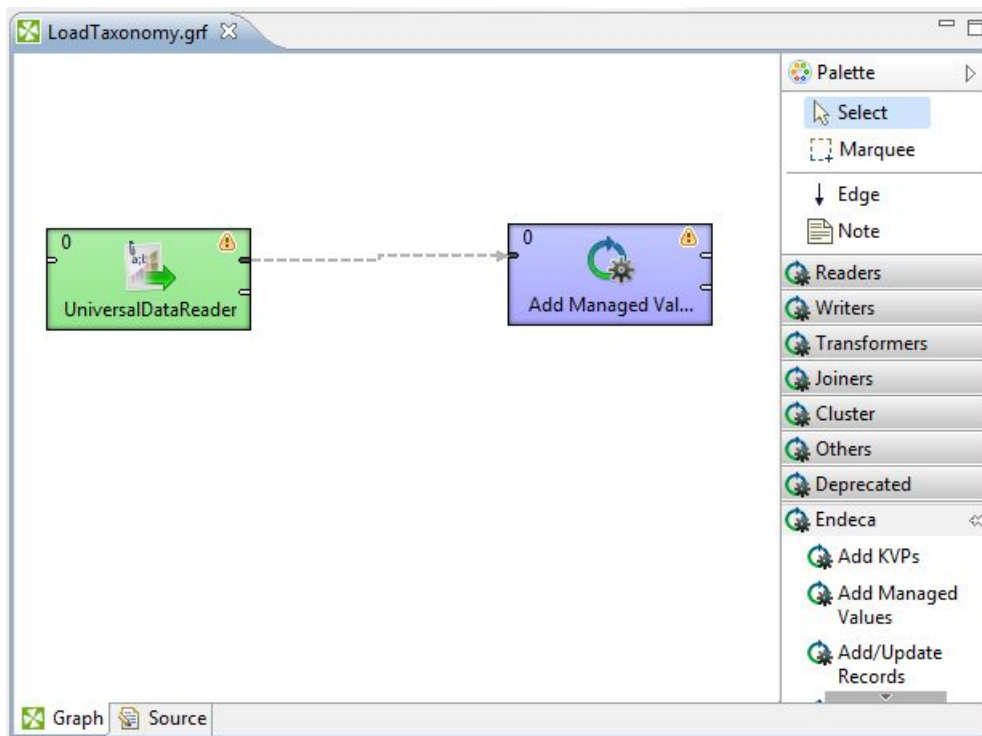 LoadTaxonomy.grf
Palette
Select
Marquee
Edge
Note
Readers
Writers
Transformers
Joiners
Cluster
Others
Deprecated
Endeca
Add KVPs
Add Managed
Values
Add/Update
Records
0
a;b
UniversalDataReader
0
Add Managed Val...
Graph
Source